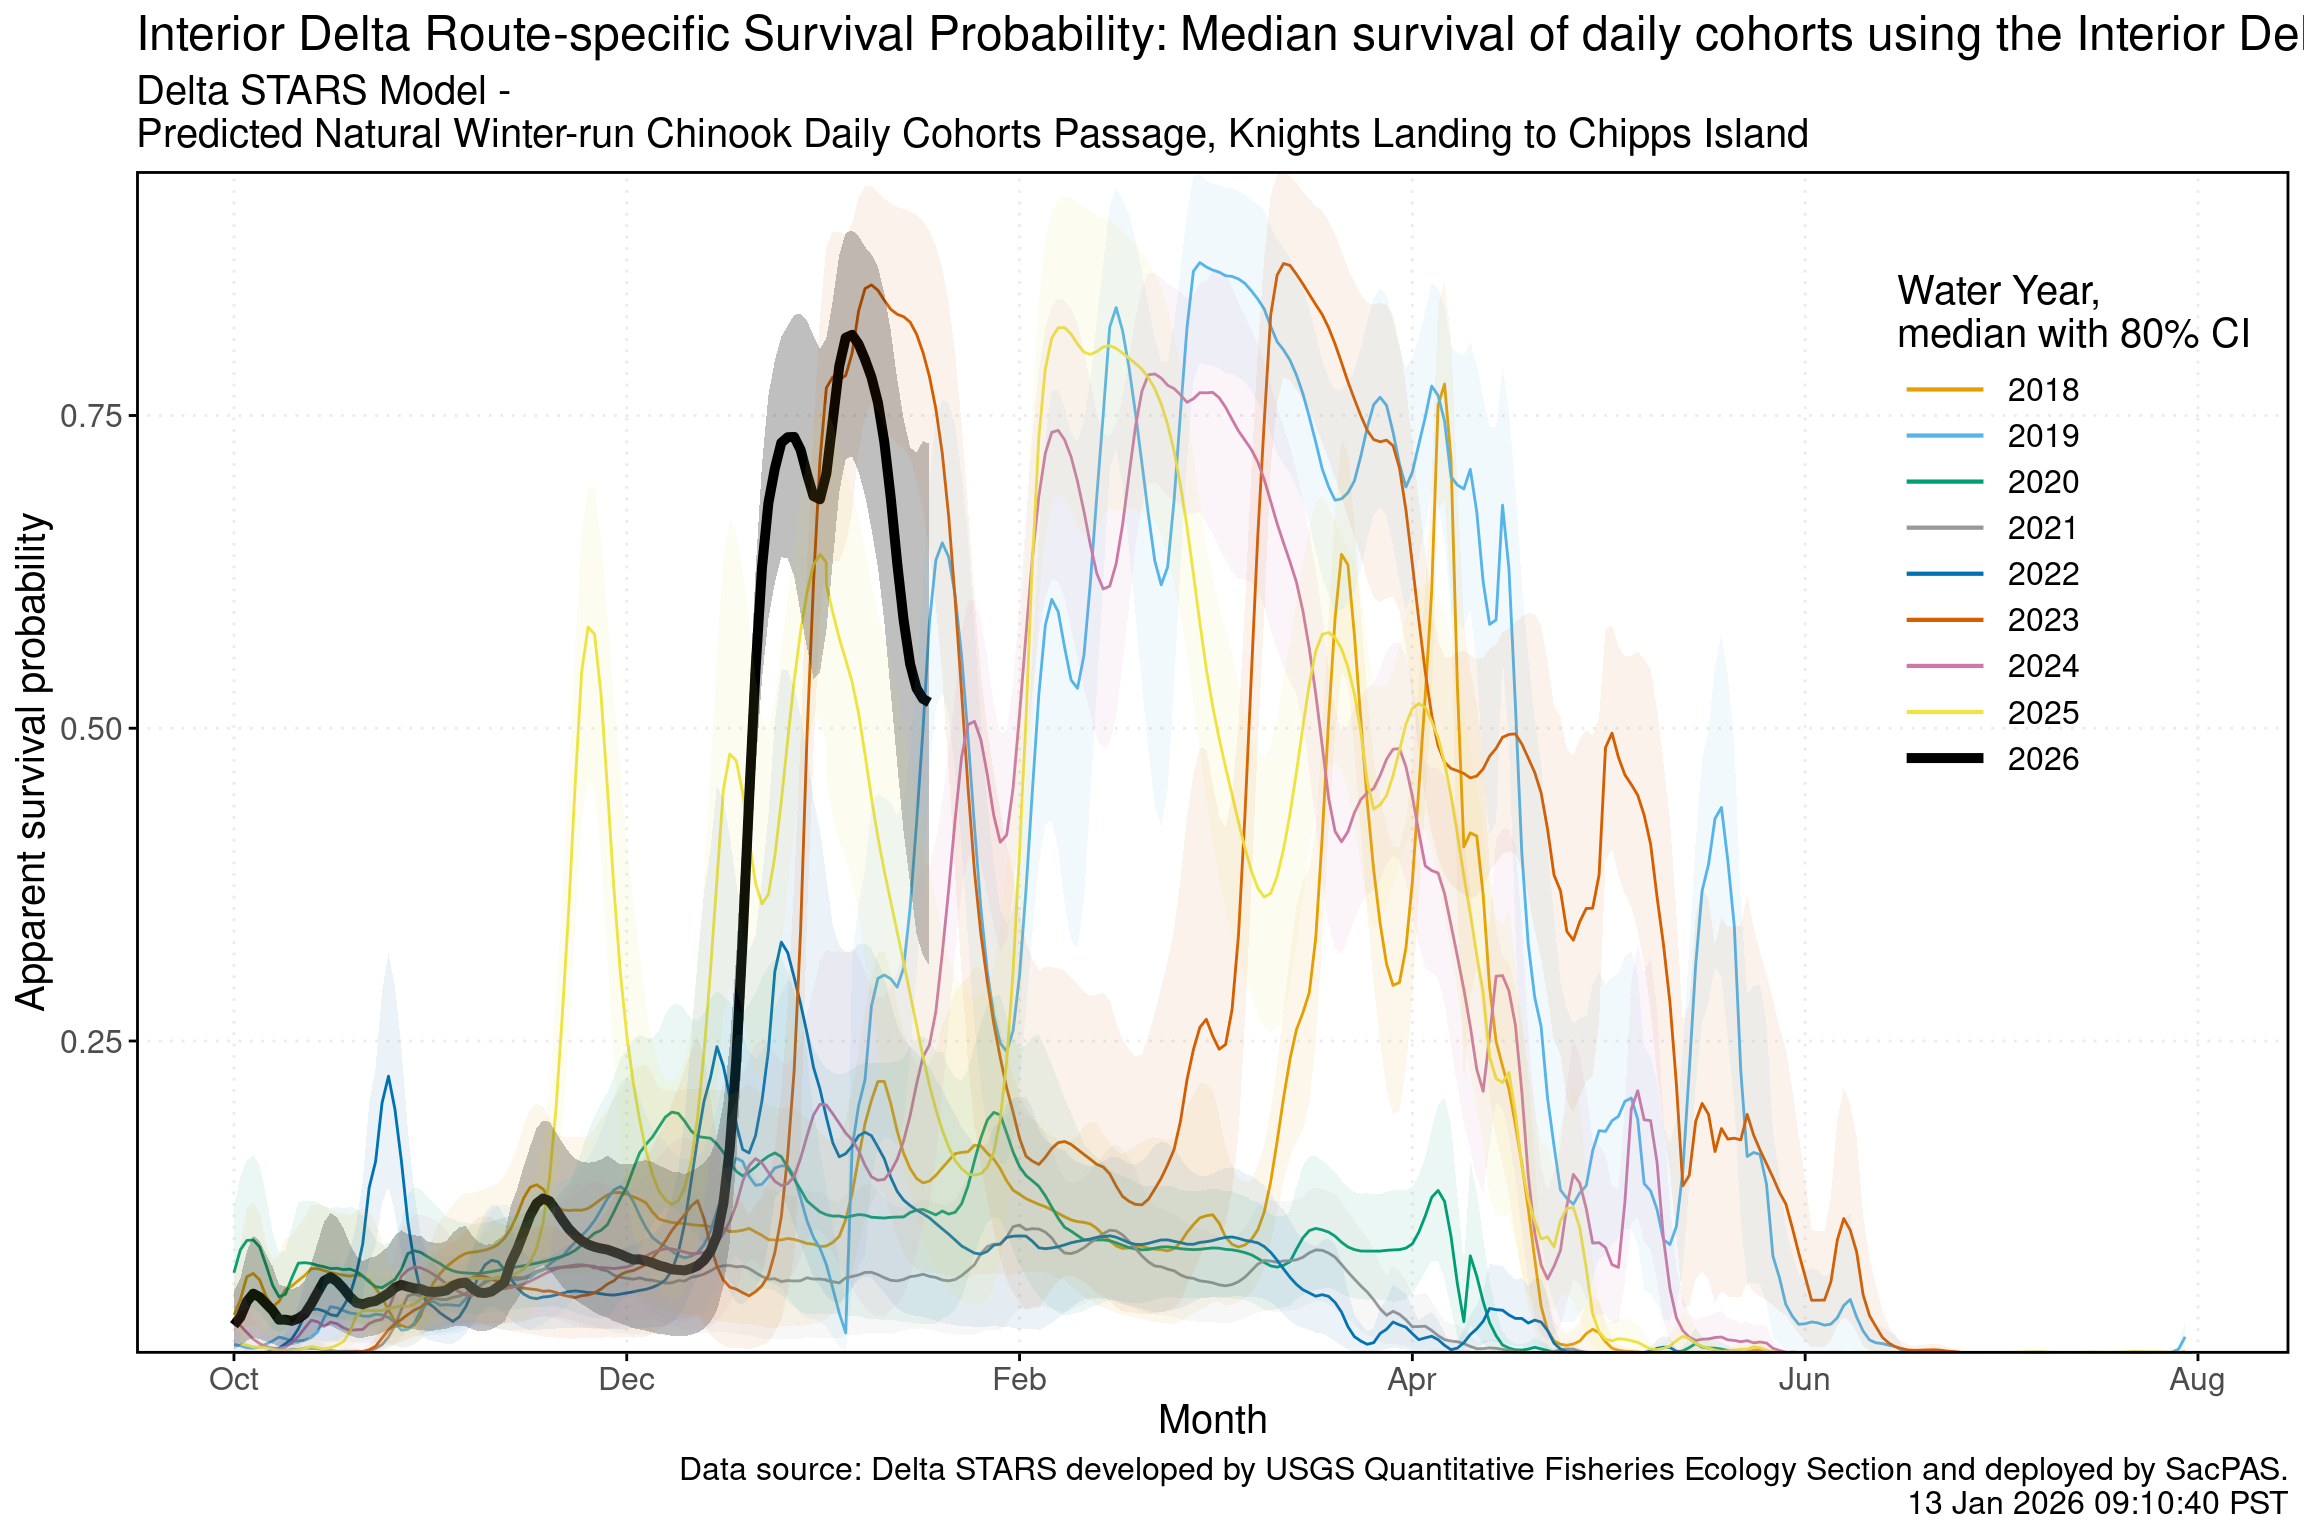 Interior Delta Route-specific Survival Probability: Median survival of daily cohorts using the Interior
Delta STARS Model -
Predicted Natural Winter-run Chinook Daily Cohorts Passage, Knights Landing to Chipps Island
Apparent survival probability
0.75
0.50
0.25
Water Year,
median with 80% CI
2018
2019
2020
2021
2022
2023
2024
2025
2026
Oct
Dec
Feb
Apr
Jun
Aug
Month
Data source: Delta STARS developed by USGS Quantitative Fisheries Ecology Section and deployed by SacPAS.
13 Jan 2026 09:10:40 PST